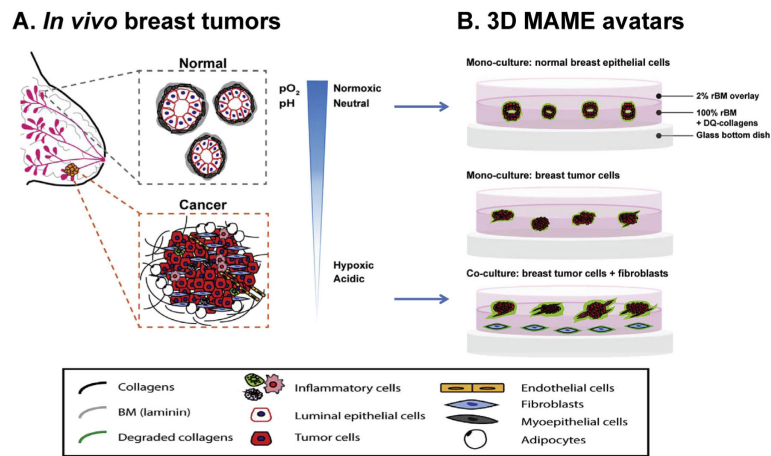 A. In vivo breast tumors
B. 3D MAME avatars
Normal
pO2
pH
Normoxic
Neutral
Cancer
Hypoxic
Acidic
Mono-culture: normal breast epithelial cells
2% rBM overlay
100% rBM
+ DQ-collagens
Glass bottom dish
Mono-culture: breast tumor cells
Co-culture: breast tumor cells + fibroblasts
Collagens
BM (laminin)
Degraded collagens
Inflammatory cells
Luminal epithelial cells
Tumor cells
Endothelial cells
Fibroblasts
Myoepithelial cells
Adipocytes